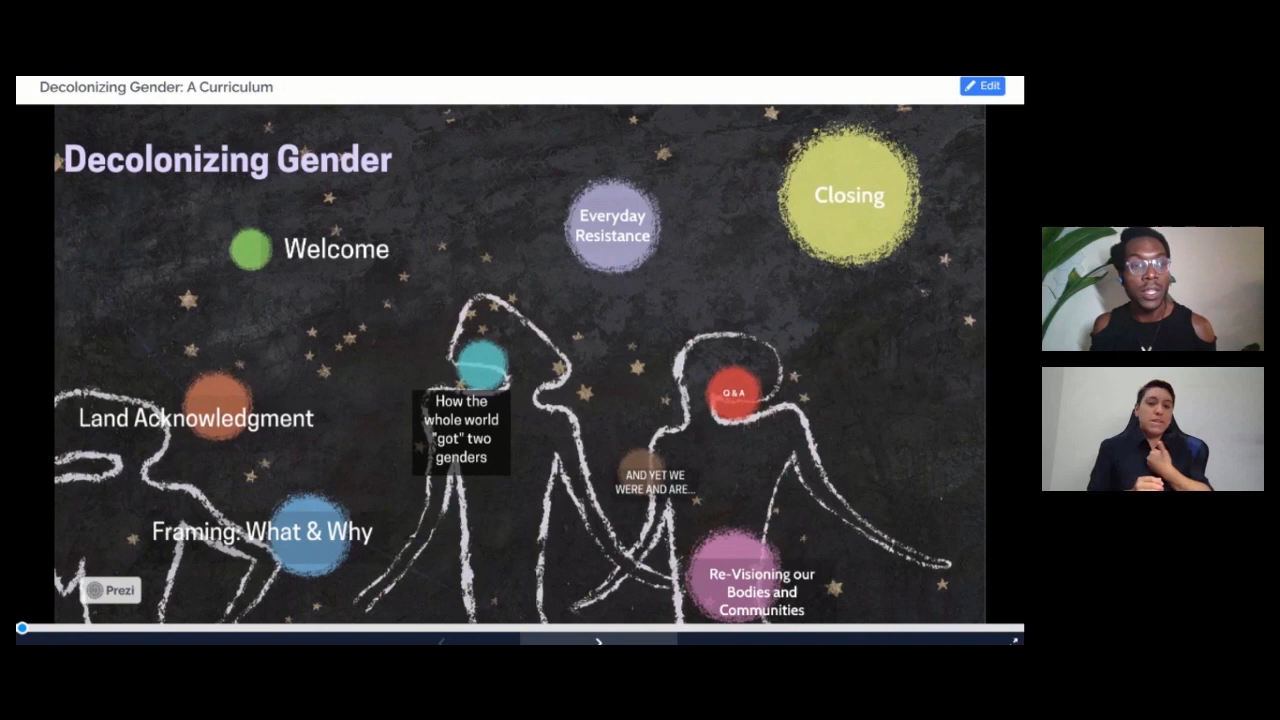 Decolonizing Gender: A Curriculum
Edit
Decolonizing Gender
Closing
Everyday
Resistance
Welcome
Land Acknowledgment
How the
whole world
"got" two
genders
Q & A
AND YET WE
WERE AND ARE...
Framing: What & Why
Re-Visioning our
Bodies and
Communities
Prezi